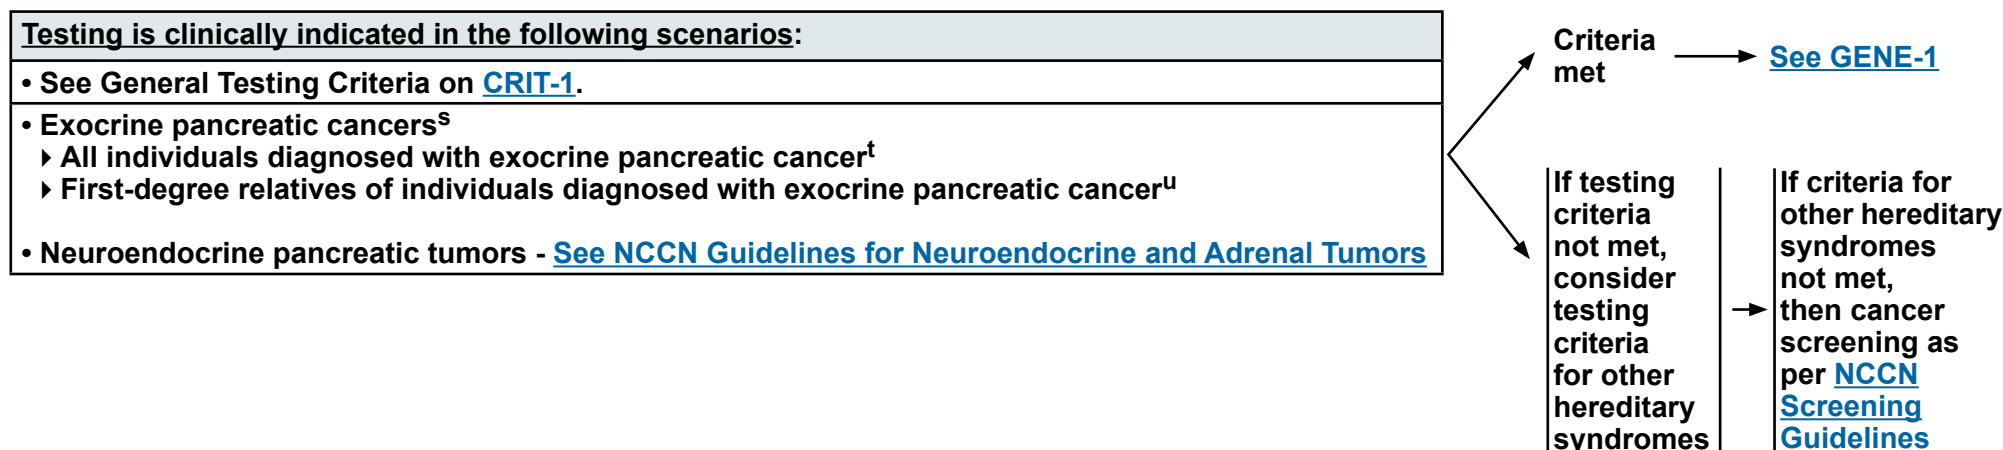 Testing is clinically indicated in the following scenarios:
• See General Testing Criteria on CRIT-1.
• Exocrine pancreatic cancersˢ
▸ All individuals diagnosed with exocrine pancreatic cancerᵗ
▸ First-degree relatives of individuals diagnosed with exocrine pancreatic cancerᵘ
• Neuroendocrine pancreatic tumors - See NCCN Guidelines for Neuroendocrine and Adrenal Tumors
Criteria
met
See GENE-1
If testing
criteria
not met,
consider
testing
criteria
for other
hereditary
syndromes
If criteria for
other hereditary
syndromes
not met,
then cancer
screening as
per NCCN
Screening
Guidelines